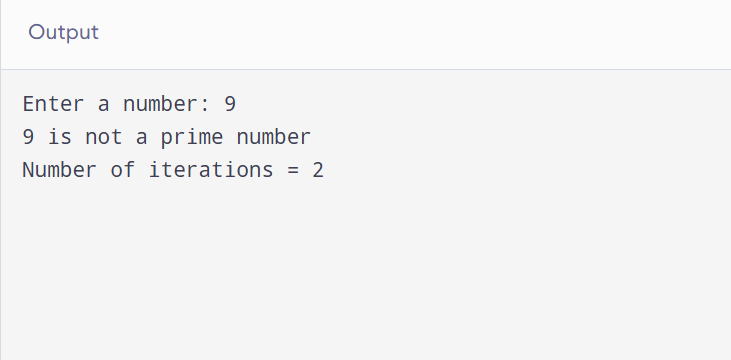 Output
Enter a number: 9
9 is not a prime number
Number of iterations = 2